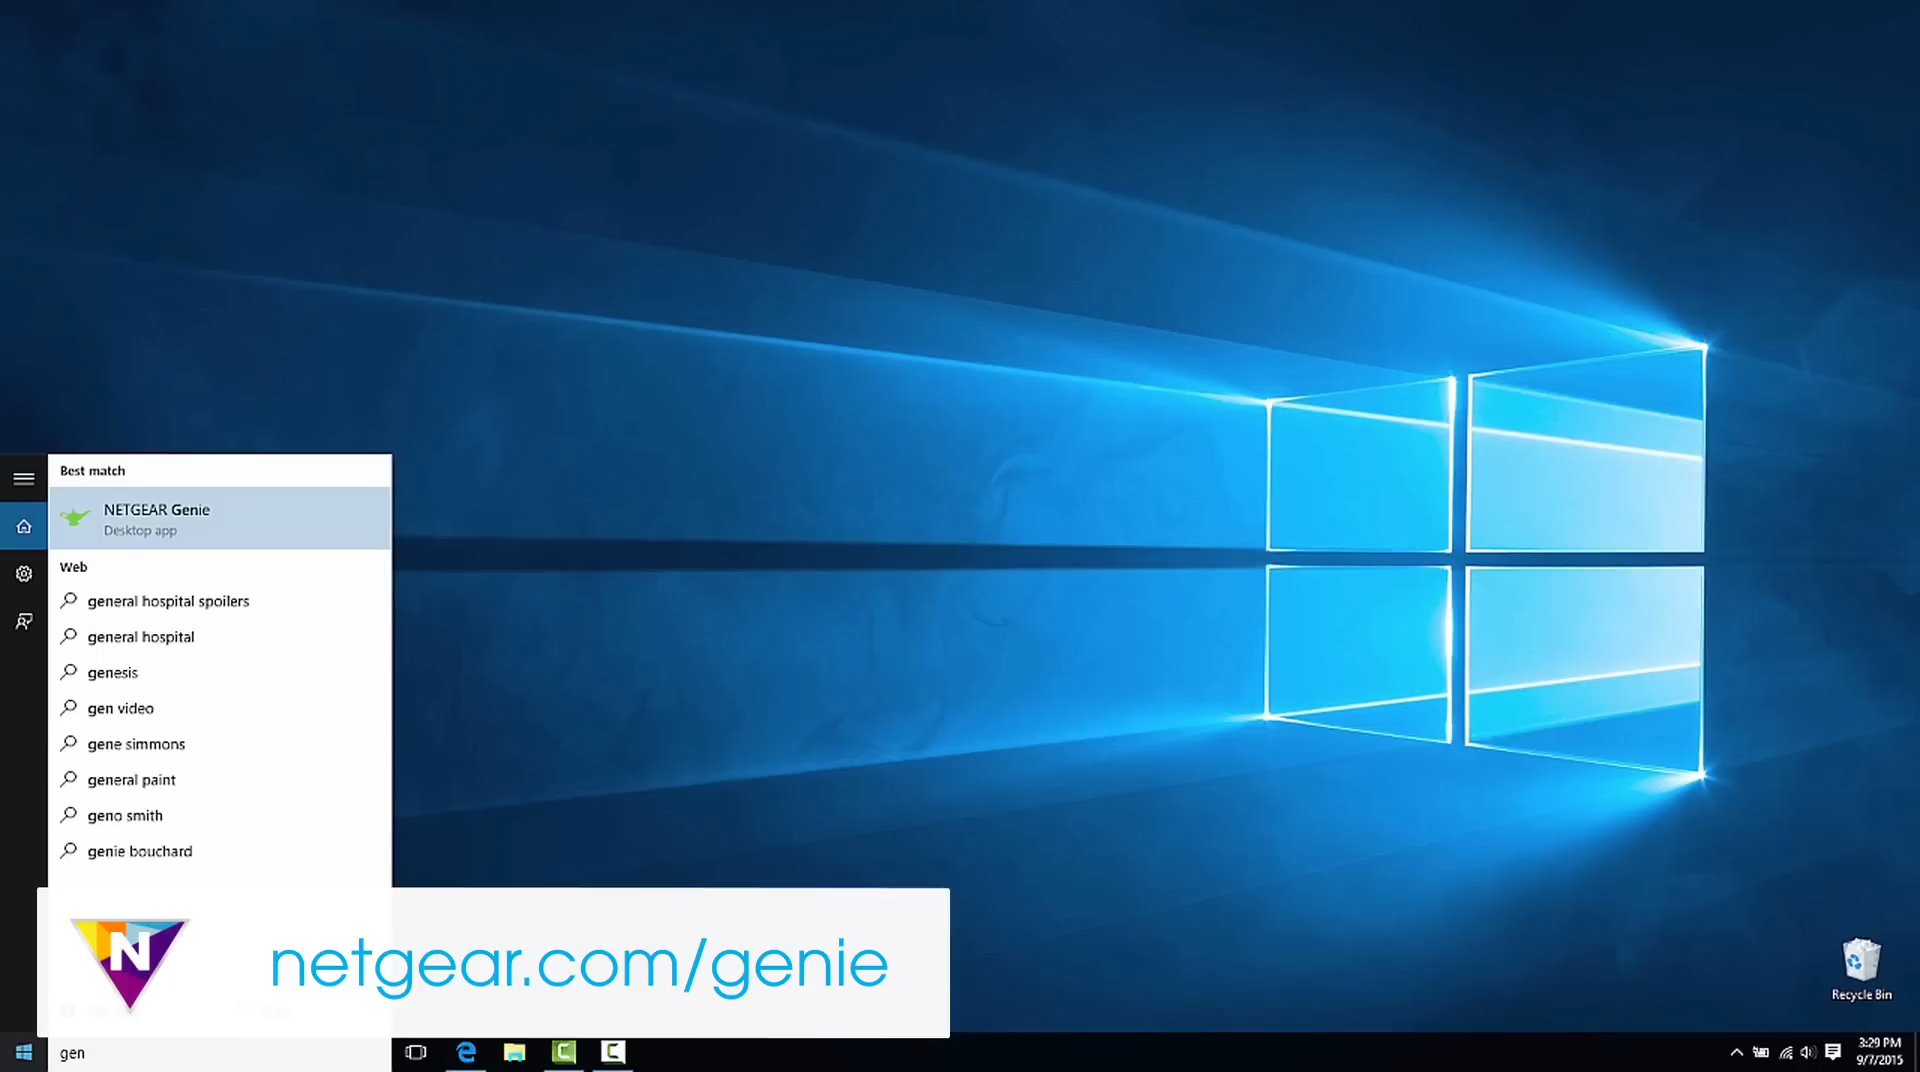 Best match
NETGEAR Genie
Desktop app
Web
general hospital spoilers
general hospital
genesis
gen video
gene simmons
general paint
geno smith
genie bouchard
N
netgear.com/genie
Recycle Bin
gen
3:29 PM
9/7/2015